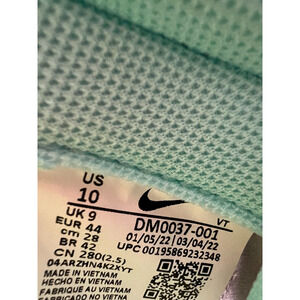 US
10
UK 9
EUR 44
cm 28
BR 42
CN 280(2.5)
04ARZHN4K2XYT
VT
DM0037-001
01/05/22 03/04/22
UPC 00195869232348
MADE IN VIETNAM
HECHO EN VIETNAM
FABRIQUE AU VIETNAM